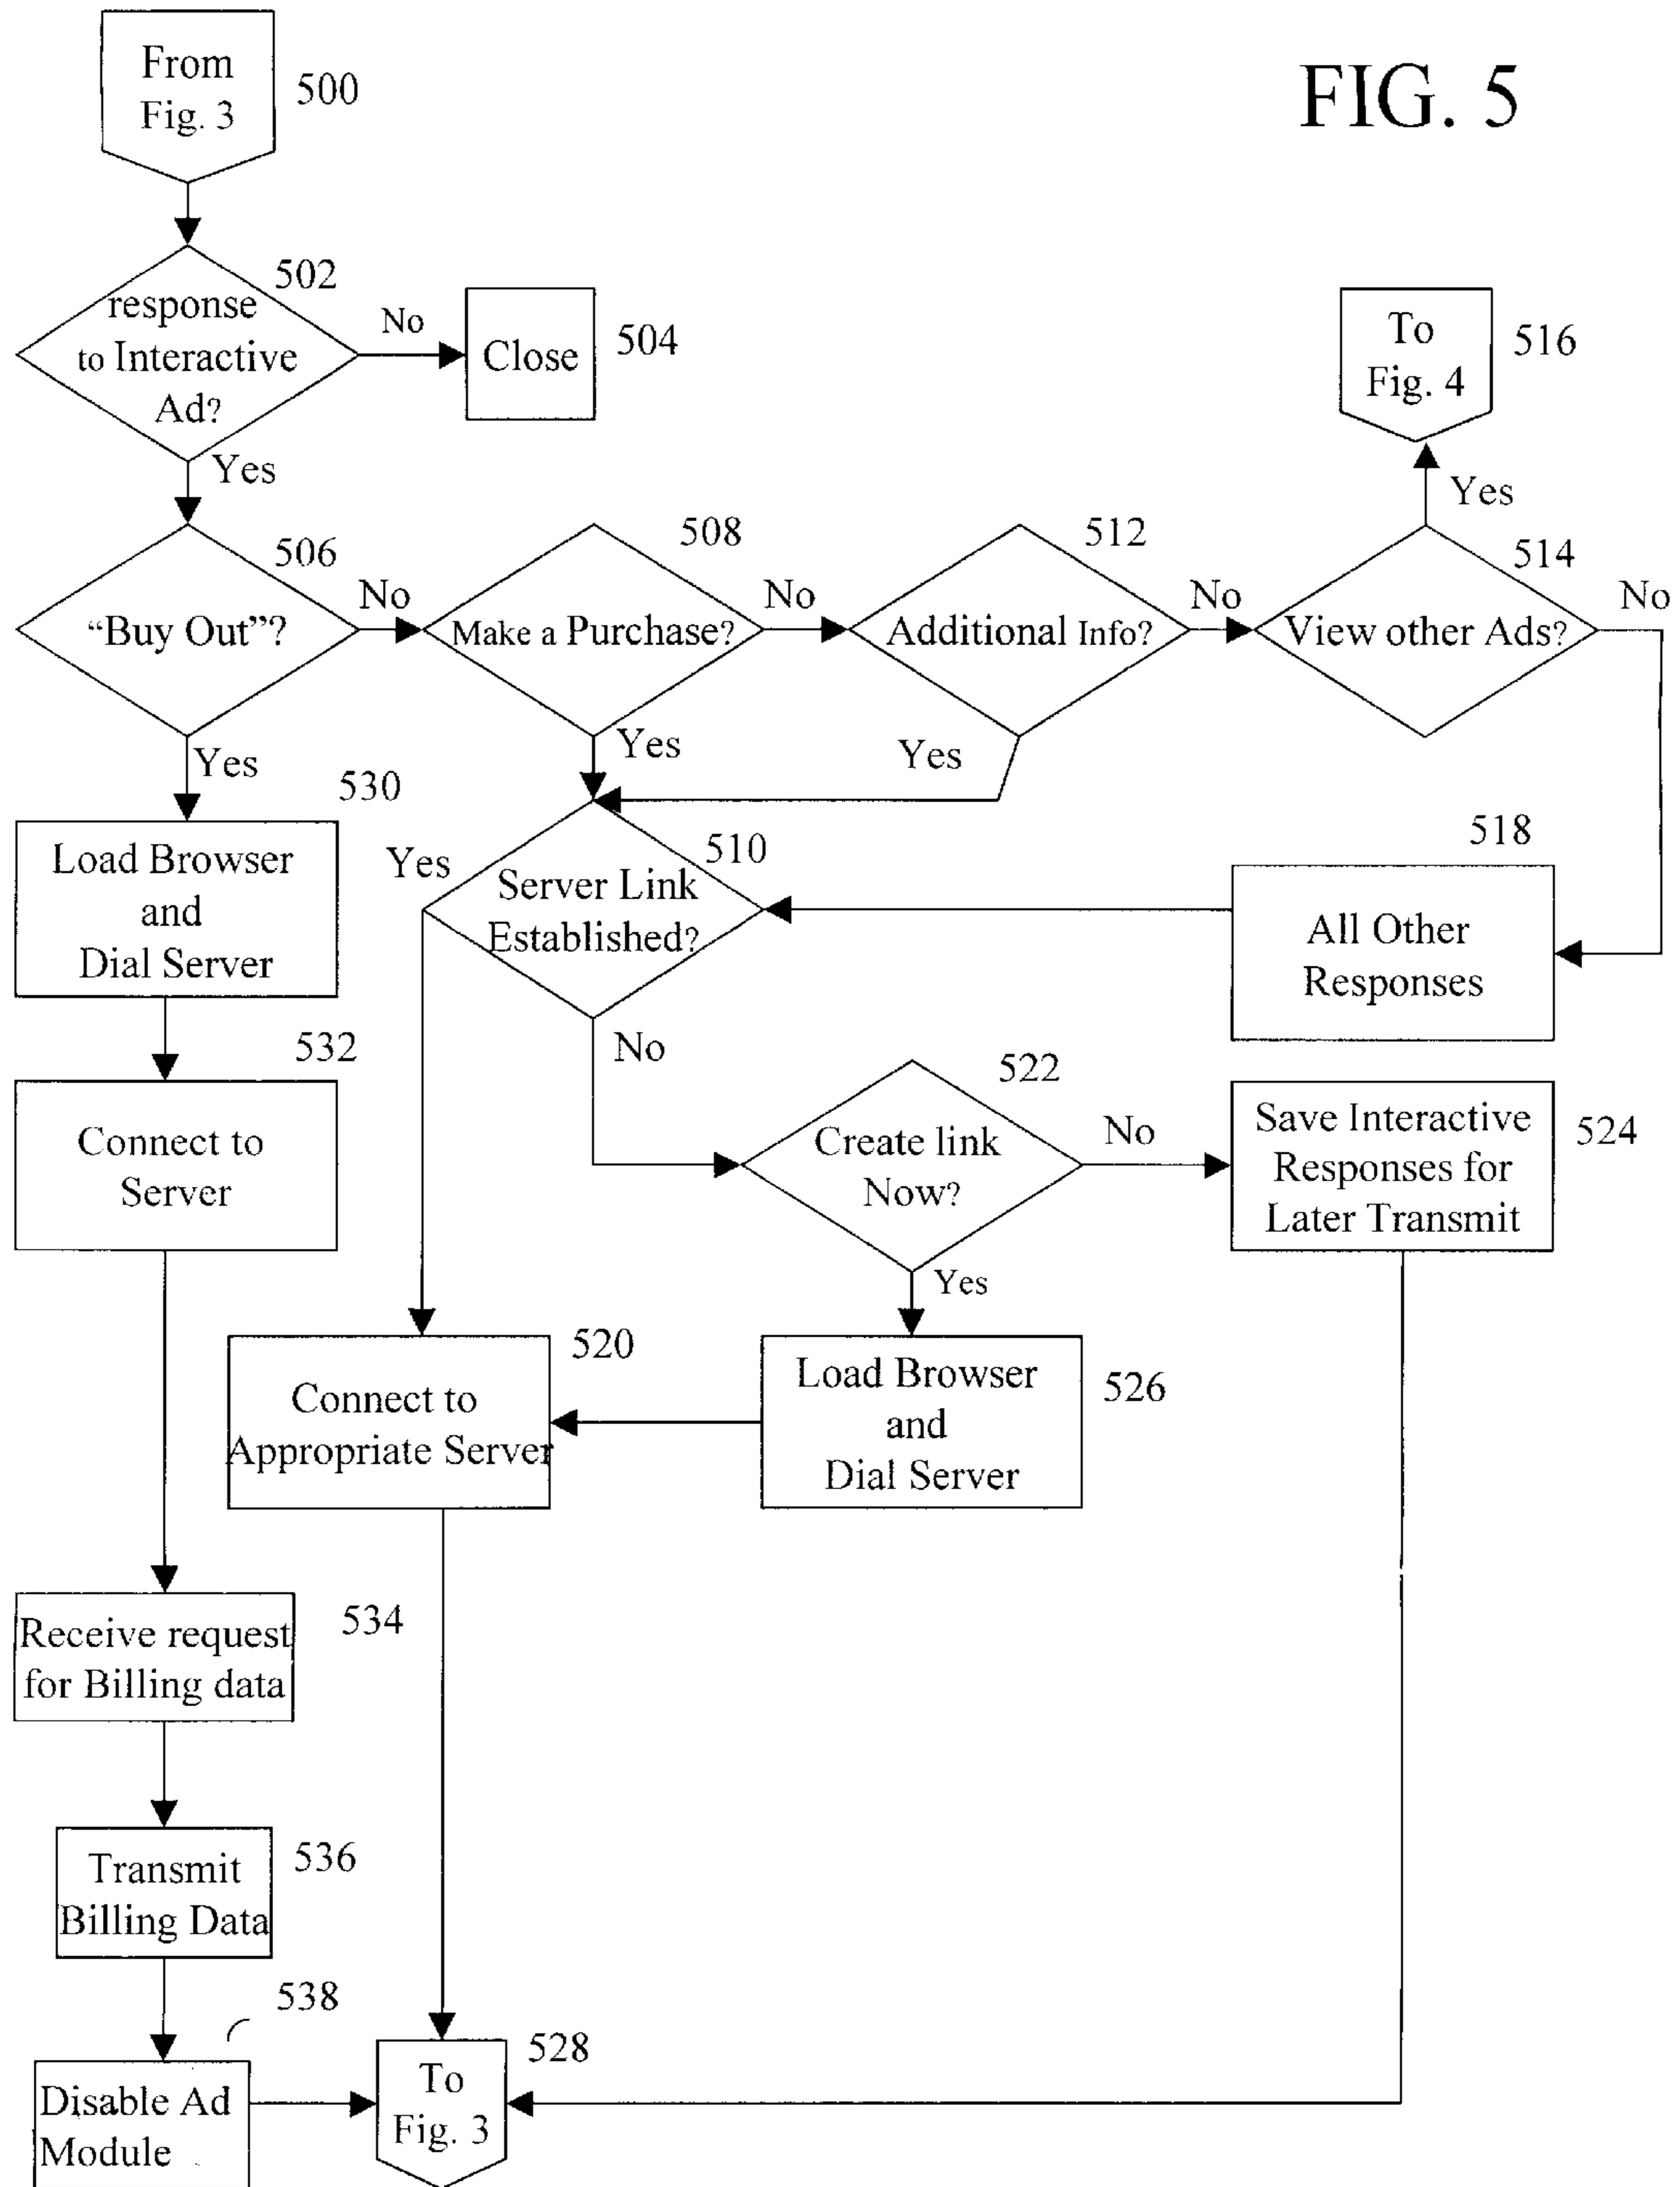 FIG. 5
From
Fig. 3
500
502
response
to Interactive
Ad?
No
Close
504
To
Fig. 4
516
Yes
Yes
506
"Buy Out"?
No
508
Make a Purchase?
No
512
Additional Info?
No
514
View other Ads?
No
Yes
530
Load Browser
and
Dial Server
Yes
Yes
Yes
510
Server Link
Established?
518
All Other
Responses
532
Connect to
Server
No
522
Create link
Now?
No
Save Interactive
Responses for
Later Transmit
524
Yes
520
Connect to
Appropriate Server
Load Browser
and
Dial Server
526
Receive request
for Billing data
534
Transmit
Billing Data
536
538
Disable Ad
Module
To
Fig. 3
528